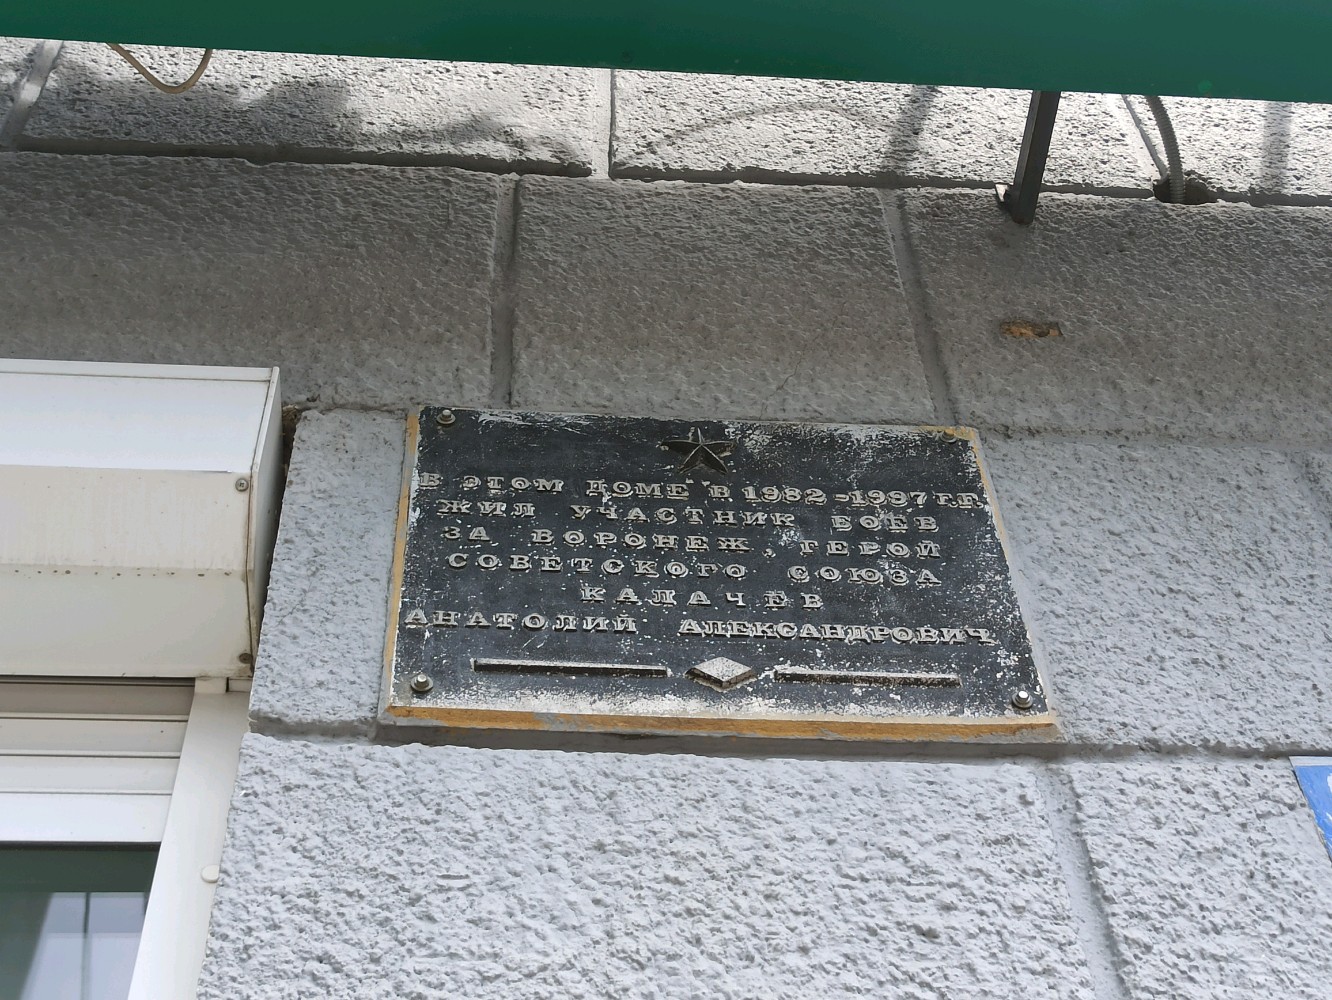 В ЭТОМ ДОМЕ В 1982-1997 Г.Г.
ЖИЛ УЧАСТНИК БОЕВ
ЗА ВОРОНЕЖ, ГЕРОЙ
СОВЕТСКОГО СОЮЗА
КАЛАЧЁВ
АНАТОЛИЙ АЛЕКСАНДРОВИЧ